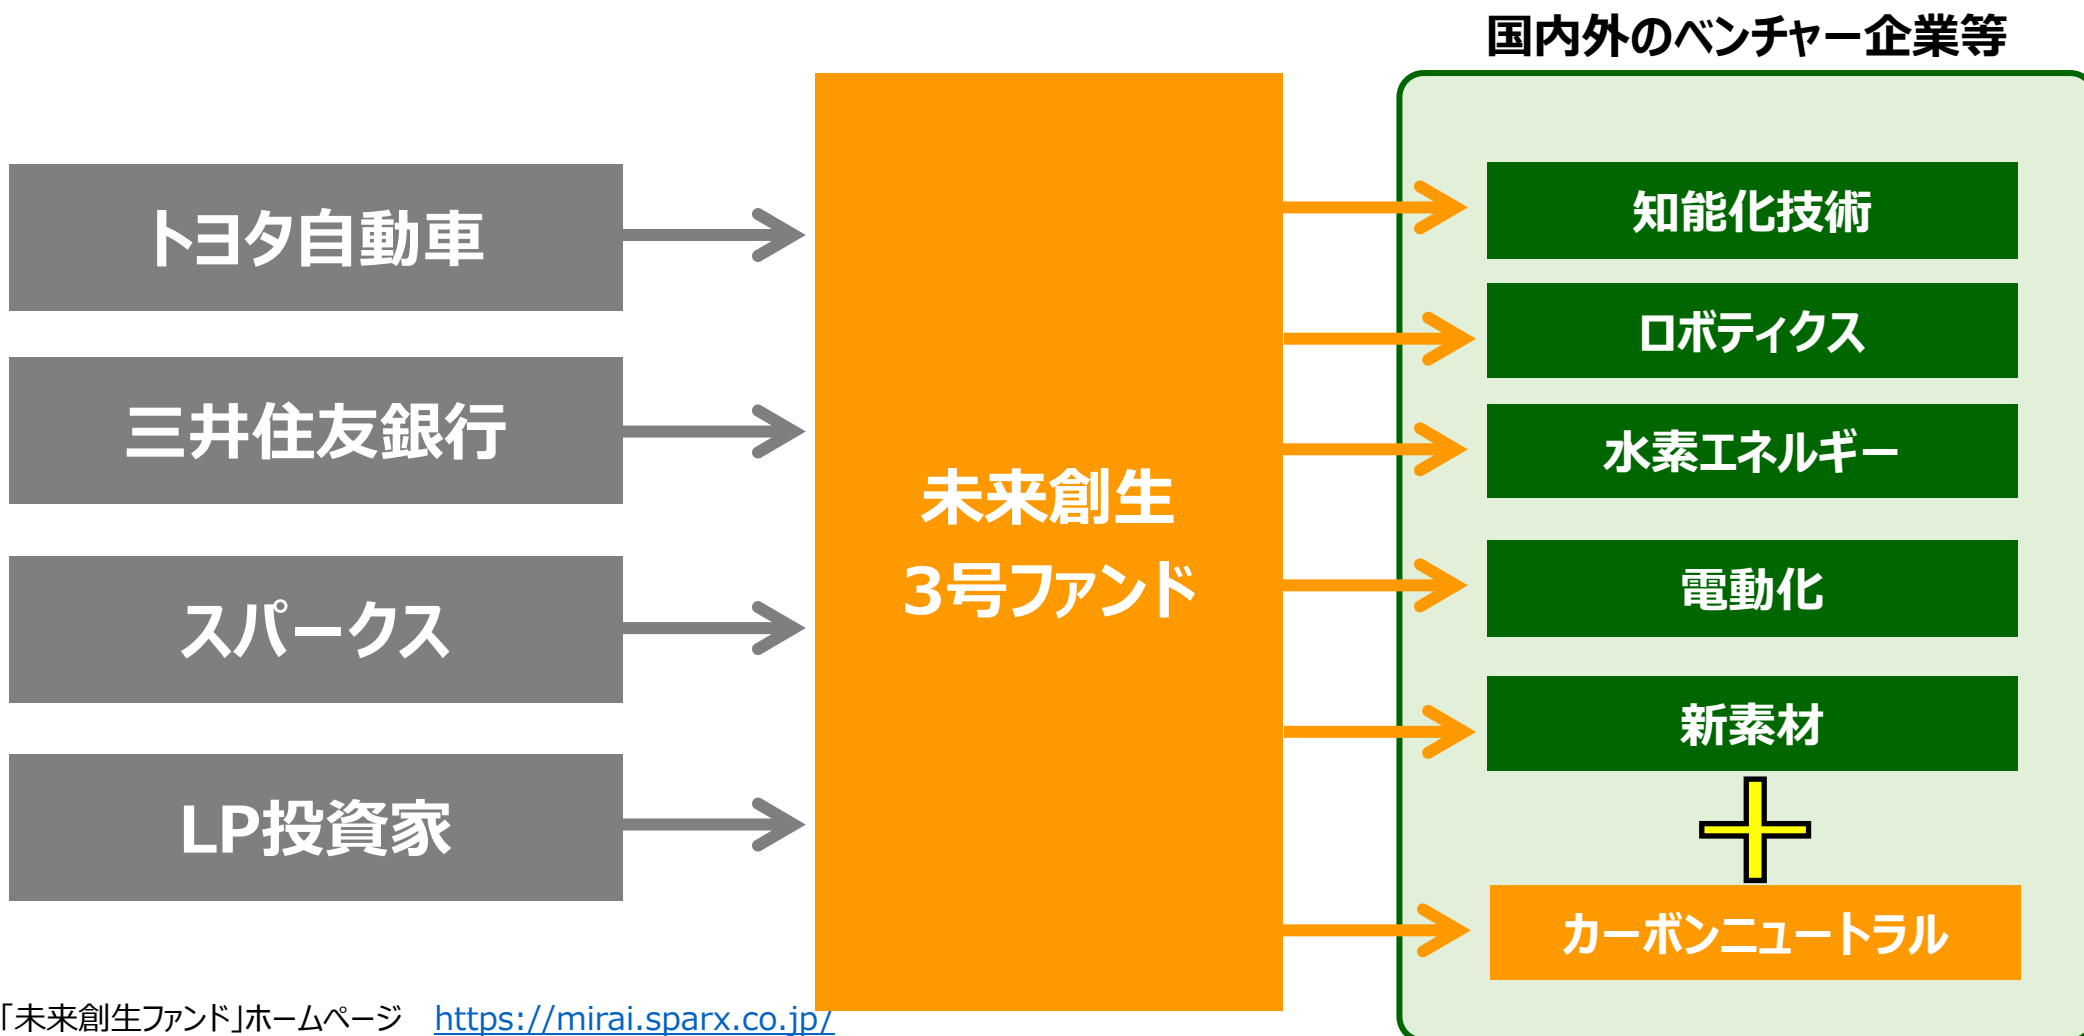 国内外のベンチャー企業等
トヨタ自動車
三井住友銀行
スパークス
LP投資家
未来創生
3号ファンド
知能化技術
ロボティクス
水素エネルギー
電動化
新素材
カーボンニュートラル
「未来創生ファンド」ホームページ https://mirai.sparx.co.jp/